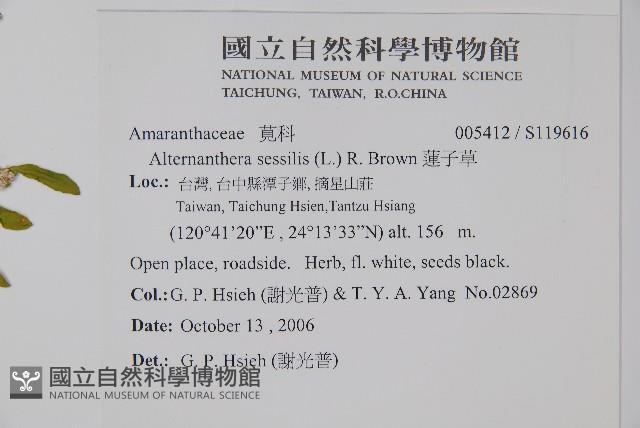 國立自然科學博物館
NATIONAL MUSEUM OF NATURAL SCIENCE
TAICHUNG, TAIWAN, R.O.CHINA
Amaranthaceae 莧科 005412 / S119616
Alternanthera sessilis (L.) R. Brown 蓮子草
Loc.: 台灣, 台中縣潭子鄉, 摘星山莊
Taiwan, Taichung Hsien,Tantzu Hsiang
(120°41'20"E , 24°13'33"N) alt. 156 m.
Open place, roadside. Herb, fl. white, seeds black.
Col.: G. P. Hsieh (謝光普) & T. Y. A. Yang No.02869
Date: October 13 , 2006
Det.: G. P. Hsieh (謝光普)
國立自然科學博物館
NATIONAL MUSEUM OF NATURAL SCIENCE